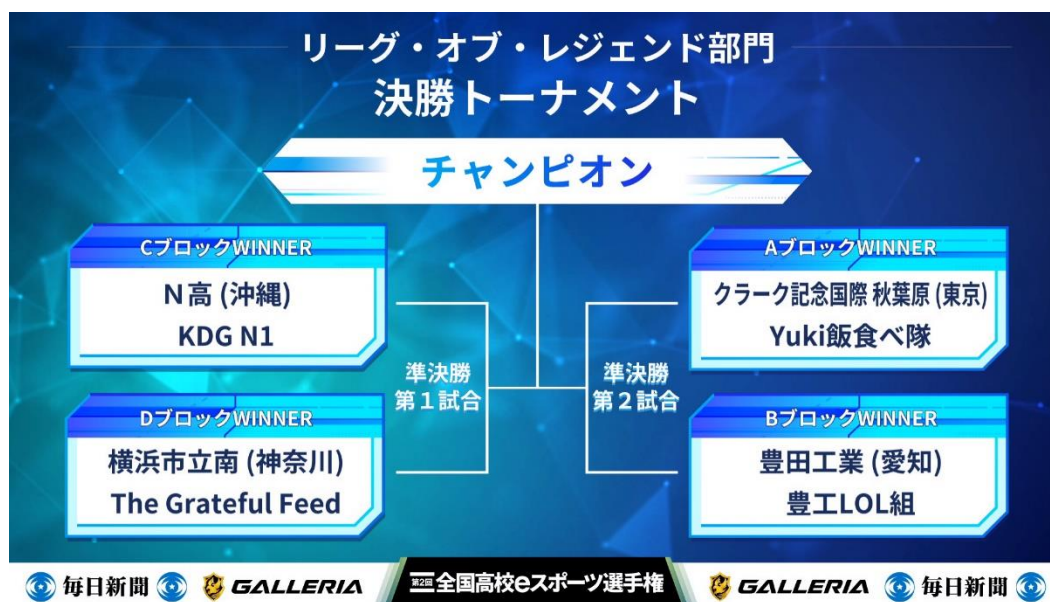 リーグ・オブ・レジェンド部門
決勝トーナメント
チャンピオン
CブロックWINNER
N高 (沖縄)
KDG N1
DブロックWINNER
横浜市立南 (神奈川)
The Grateful Feed
準決勝
第1試合
準決勝
第2試合
AブロックWINNER
クラーク記念国際 秋葉原 (東京)
Yuki飯食べ隊
BブロックWINNER
豊田工業 (愛知)
豊工LOL組
毎日新聞 GALLERIA 第2回 全国高校eスポーツ選手権 GALLERIA 毎日新聞